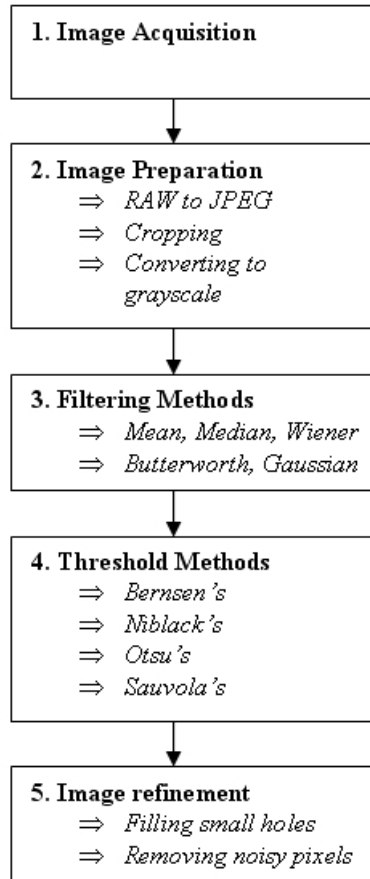 1. Image Acquisition
2. Image Preparation
⇒ RAW to JPEG
⇒ Cropping
⇒ Converting to
grayscale
3. Filtering Methods
⇒ Mean, Median, Wiener
⇒ Butterworth, Gaussian
4. Threshold Methods
⇒ Bernsen's
⇒ Niblack's
⇒ Otsu's
⇒ Sauvola's
5. Image refinement
⇒ Filling small holes
⇒ Removing noisy pixels